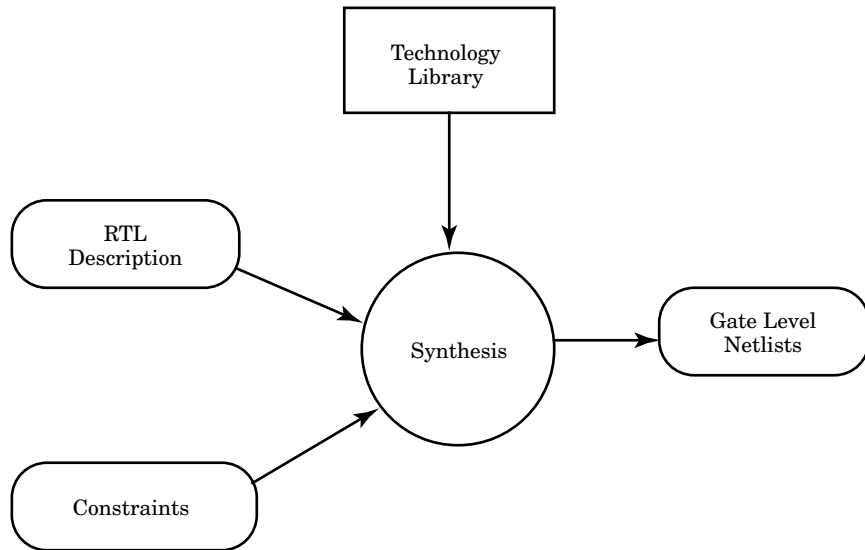 Technology
Library
RTL
Description
Synthesis
Gate Level
Netlists
Constraints